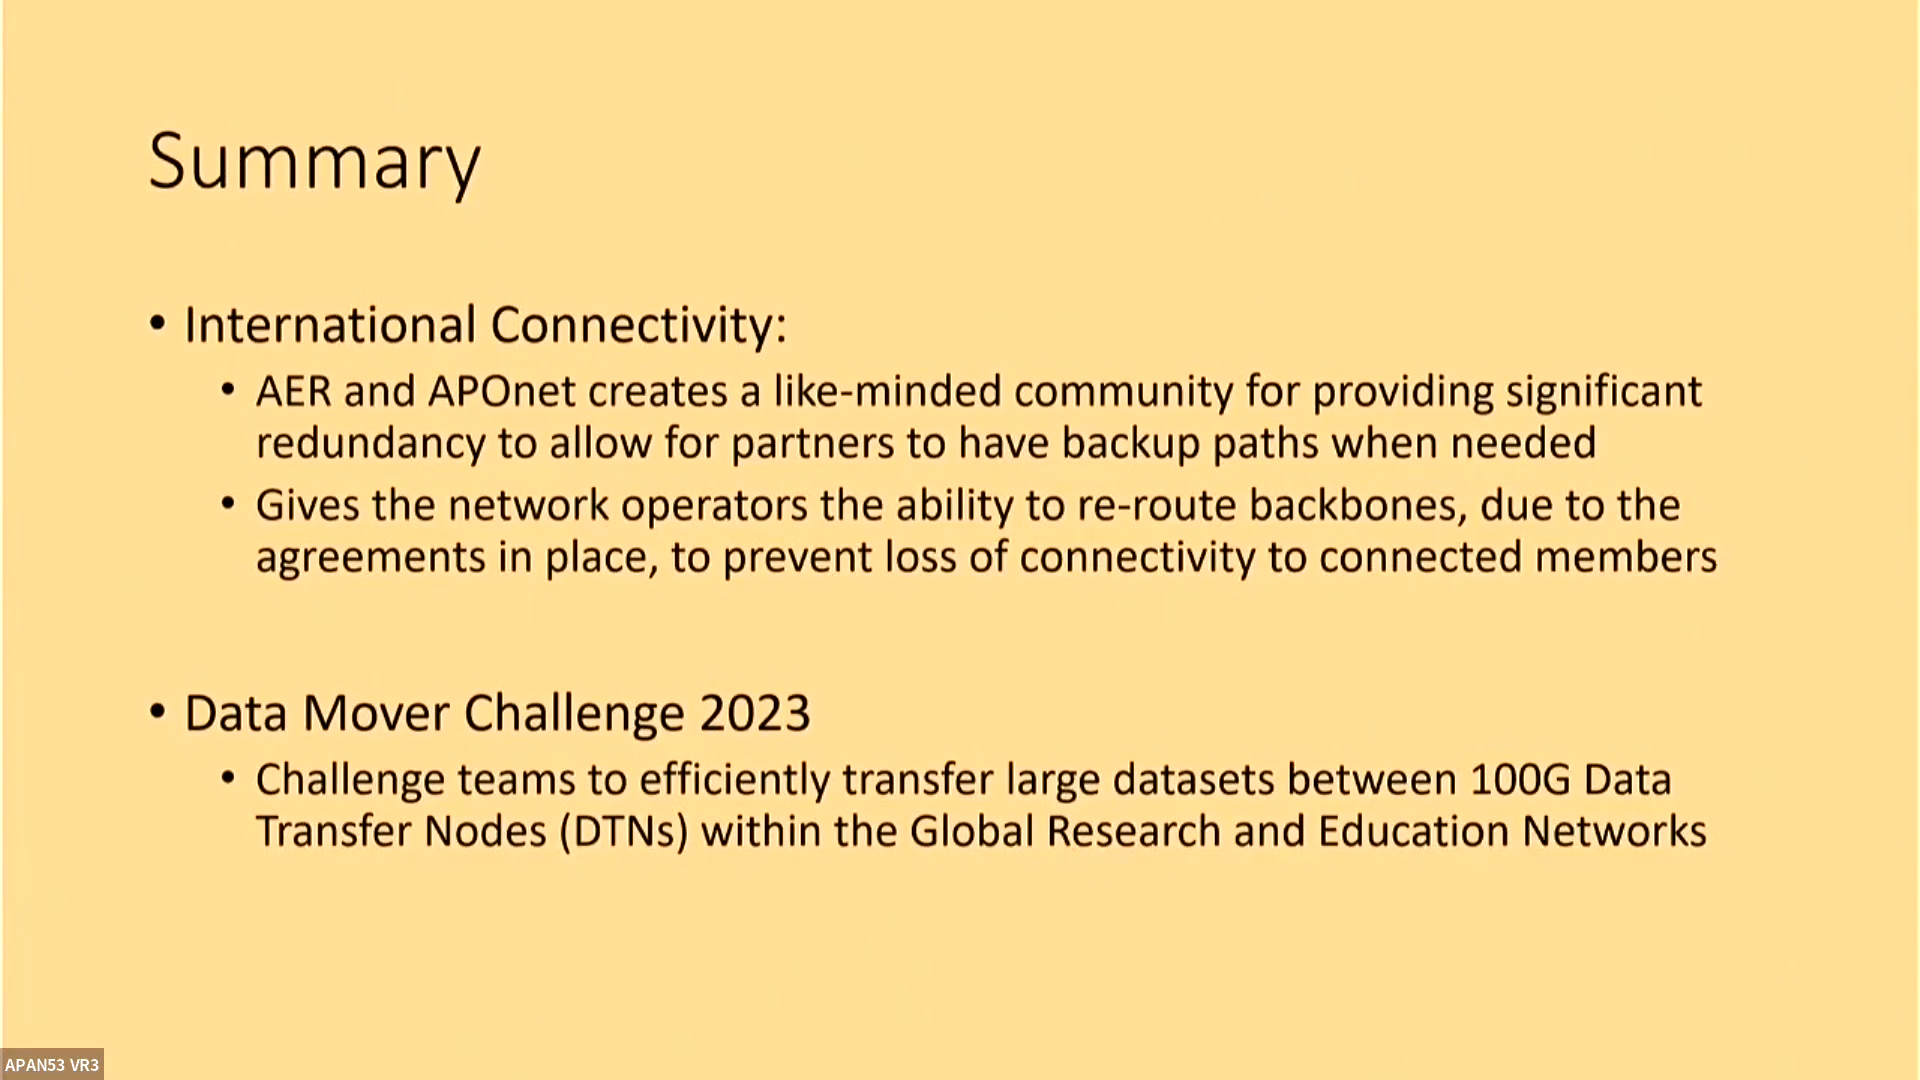 Summary
• International Connectivity:
• AER and APOnet creates a like-minded community for providing significant
redundancy to allow for partners to have backup paths when needed
• Gives the network operators the ability to re-route backbones, due to the
agreements in place, to prevent loss of connectivity to connected members
• Data Mover Challenge 2023
• Challenge teams to efficiently transfer large datasets between 100G Data
Transfer Nodes (DTNs) within the Global Research and Education Networks
APAN53 VR3